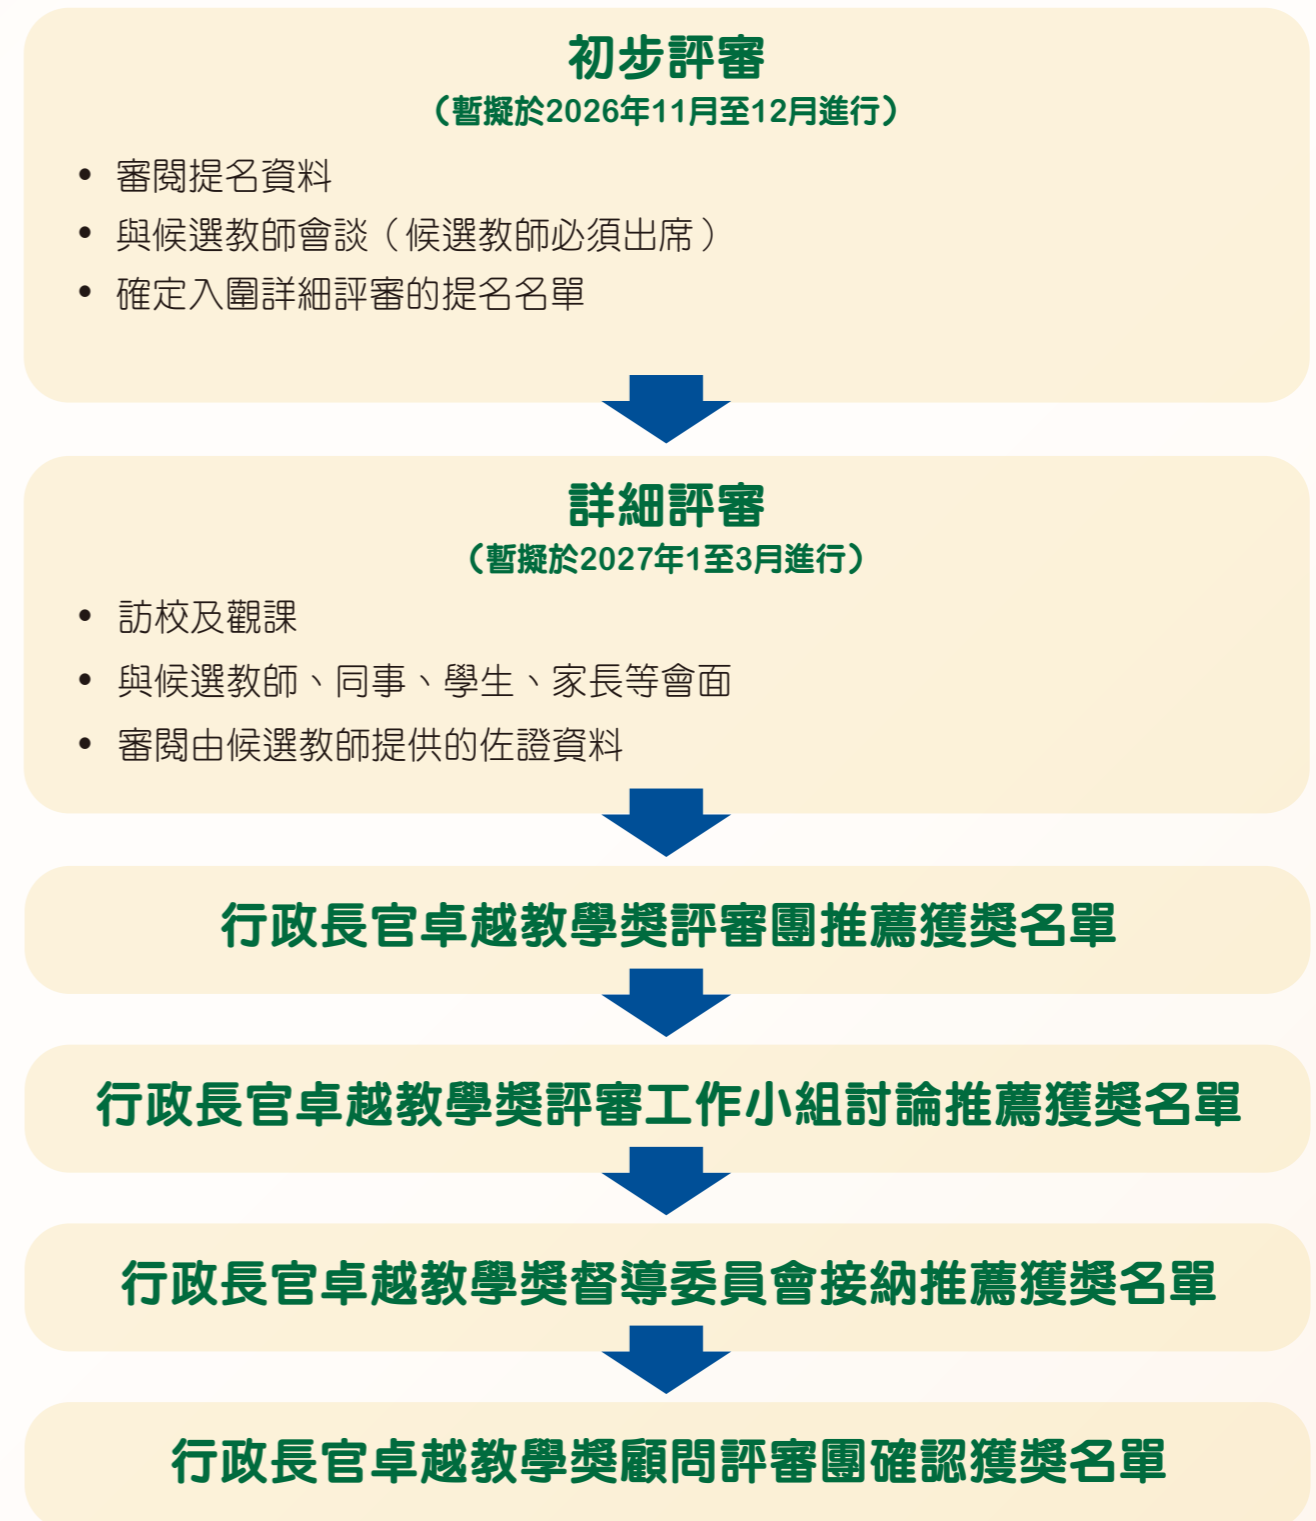 初步評審
（暫擬於2026年11月至12月進行）
• 審閱提名資料
• 與候選教師會談（候選教師必須出席）
• 確定入圍詳細評審的提名名單
詳細評審
（暫擬於2027年1至3月進行）
• 訪校及觀課
• 與候選教師、同事、學生、家長等會面
• 審閱由候選教師提供的佐證資料
行政長官卓越教學獎評審團推薦獲獎名單
行政長官卓越教學獎評審工作小組討論推薦獲獎名單
行政長官卓越教學獎督導委員會接納推薦獲獎名單
行政長官卓越教學獎顧問評審團確認獲獎名單